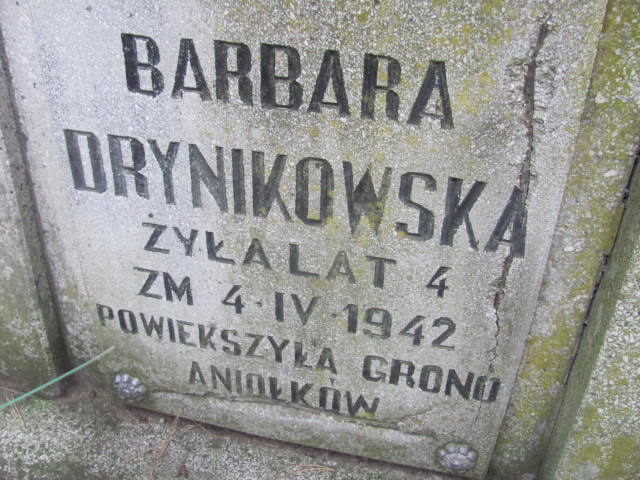 BARBARA
DRYNIKOWSKA
ŻYŁA LAT 4
ZM 4·IV·1942
POWIEKSZYŁA GRONO
ANIOŁKÓW